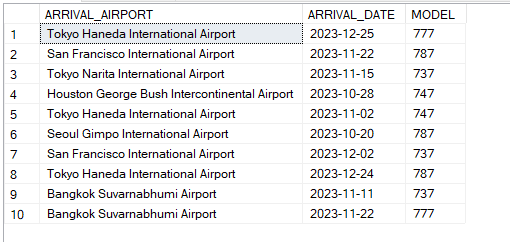 ARRIVAL_AIRPORT ARRIVAL_DATE MODEL
1 Tokyo Haneda International Airport 2023-12-25 777
2 San Francisco International Airport 2023-11-22 787
3 Tokyo Narita International Airport 2023-11-15 737
4 Houston George Bush Intercontinental Airport 2023-10-28 747
5 Tokyo Haneda International Airport 2023-11-02 747
6 Seoul Gimpo International Airport 2023-10-20 787
7 San Francisco International Airport 2023-12-02 737
8 Tokyo Haneda International Airport 2023-12-24 787
9 Bangkok Suvarnabhumi Airport 2023-11-11 737
10 Bangkok Suvarnabhumi Airport 2023-11-22 777